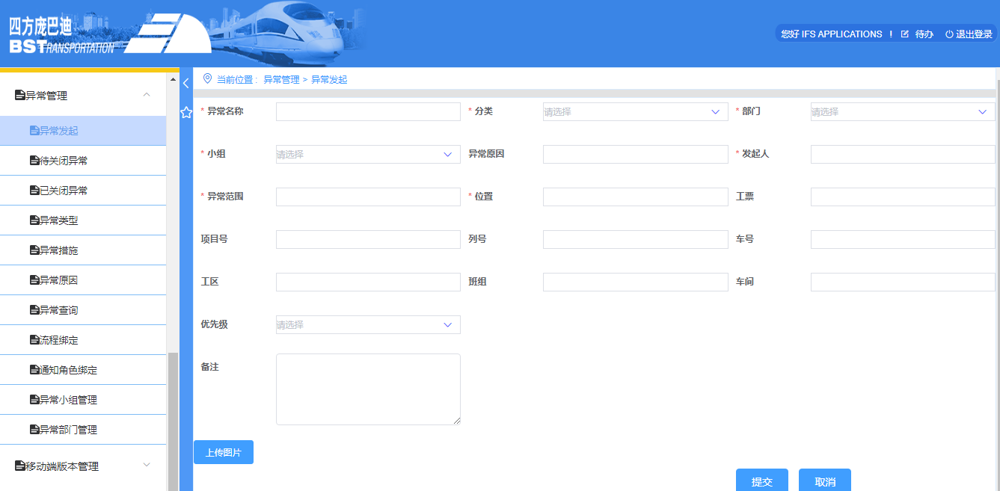 四方庞巴迪
BSTTRANSPORTATION
您好 IFS APPLICATIONS ！ 待办 退出登录
当前位置： 异常管理 > 异常发起
异常管理
异常发起
待关闭异常
已关闭异常
异常类型
异常措施
异常原因
异常查询
流程绑定
通知角色绑定
异常小组管理
异常部门管理
移动端版本管理
* 异常名称
* 分类 请选择
* 部门 请选择
* 小组 请选择
异常原因
* 发起人
* 异常范围
* 位置
工票
项目号
列号
车号
工区
班组
车间
优先级 请选择
备注
上传图片
提交
取消